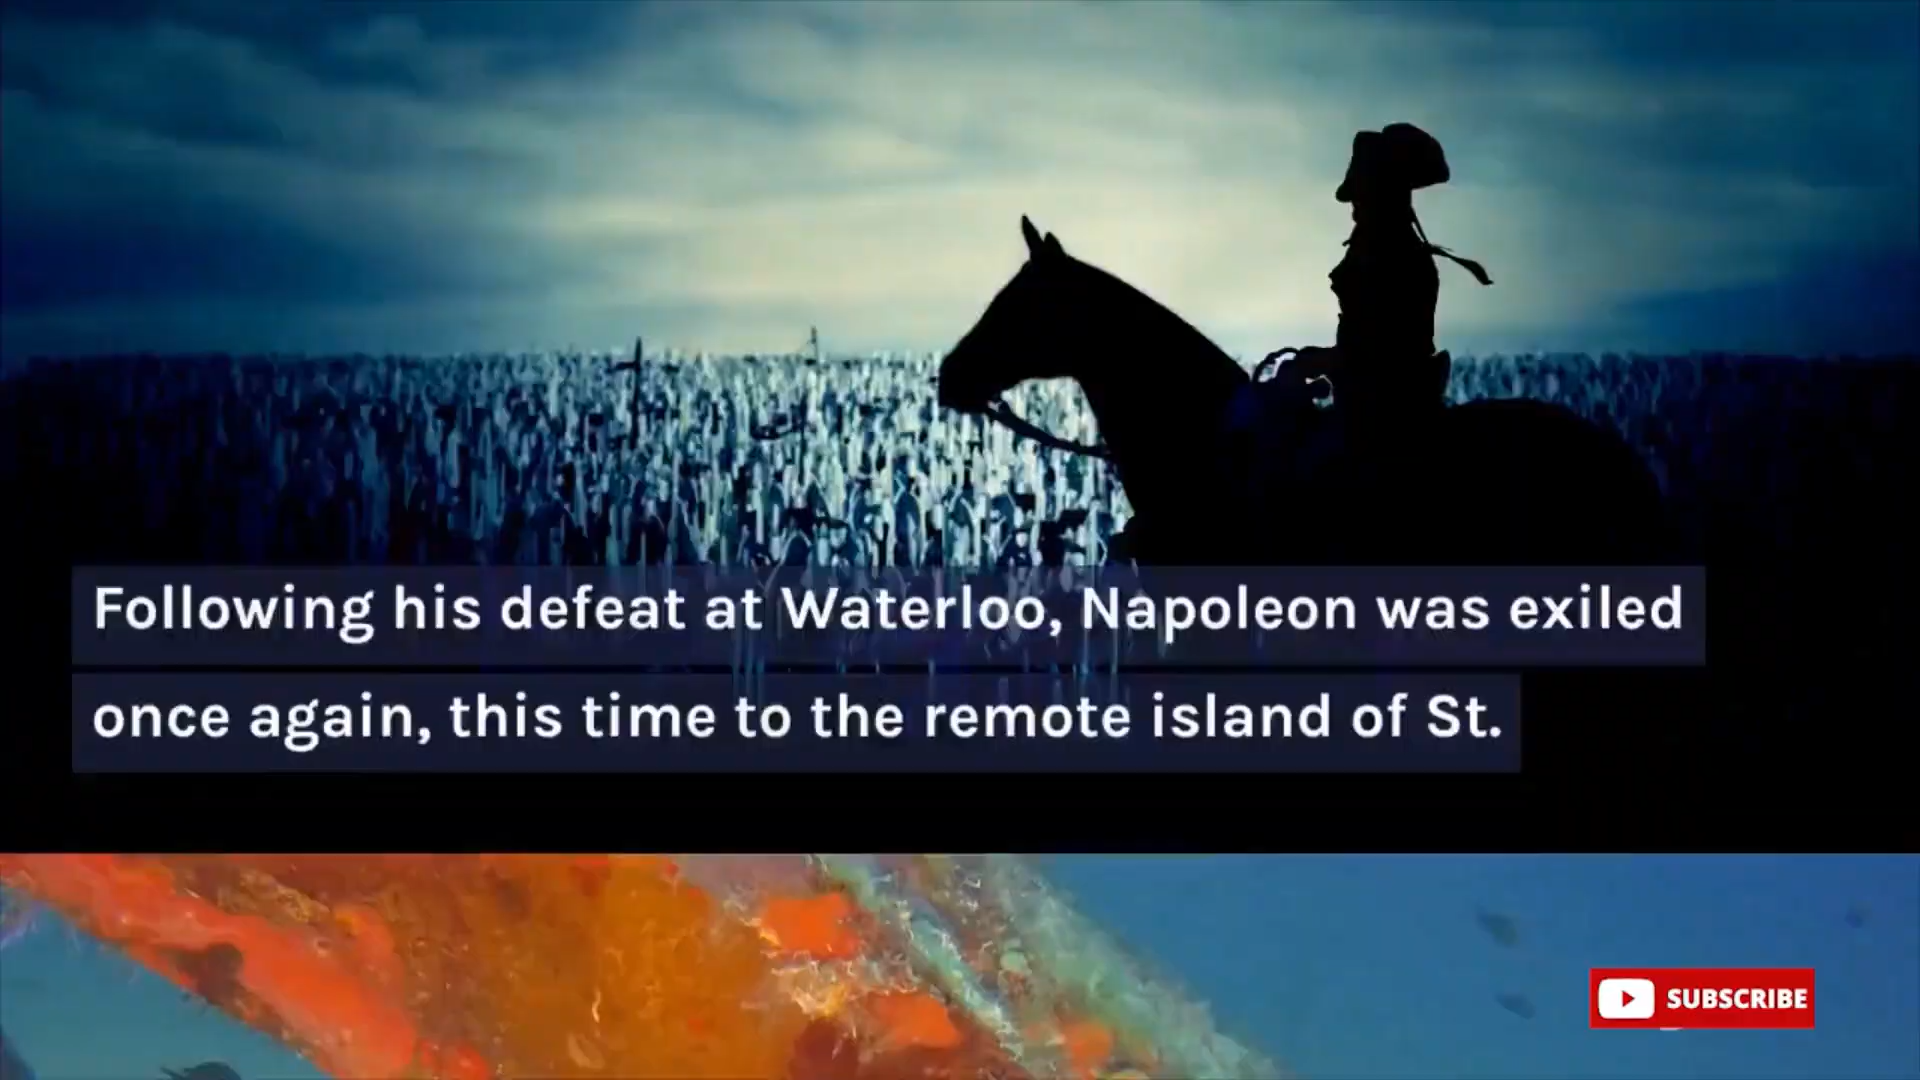 Following his defeat at Waterloo, Napoleon was exiled
once again, this time to the remote island of St.
SUBSCRIBE